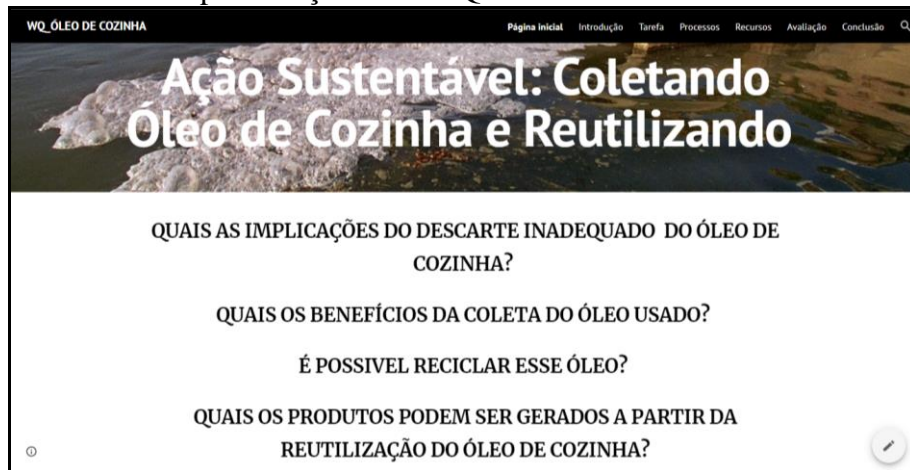 WQ_ÓLEO DE COZINHA
Página inicial Introdução Tarefa Processos Recursos Avaliação Conclusão
Ação Sustentável: Coletando
Óleo de Cozinha e Reutilizando
QUAIS AS IMPLICAÇÕES DO DESCARTE INADEQUADO DO ÓLEO DE
COZINHA?
QUAIS OS BENEFÍCIOS DA COLETA DO ÓLEO USADO?
É POSSIVEL RECICLAR ESSE ÓLEO?
QUAIS OS PRODUTOS PODEM SER GERADOS A PARTIR DA
REUTILIZAÇÃO DO ÓLEO DE COZINHA?